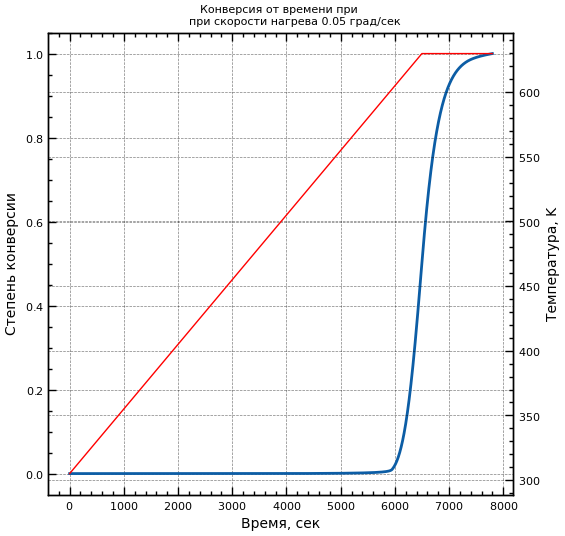 Конверсия от времени при
при скорости нагрева 0.05 град/сек
1.0
0.8
0.6
0.4
0.2
0.0
Степень конверсии
600
550
500
450
400
350
300
Температура, K
0 1000 2000 3000 4000 5000 6000 7000 8000
Время, сек